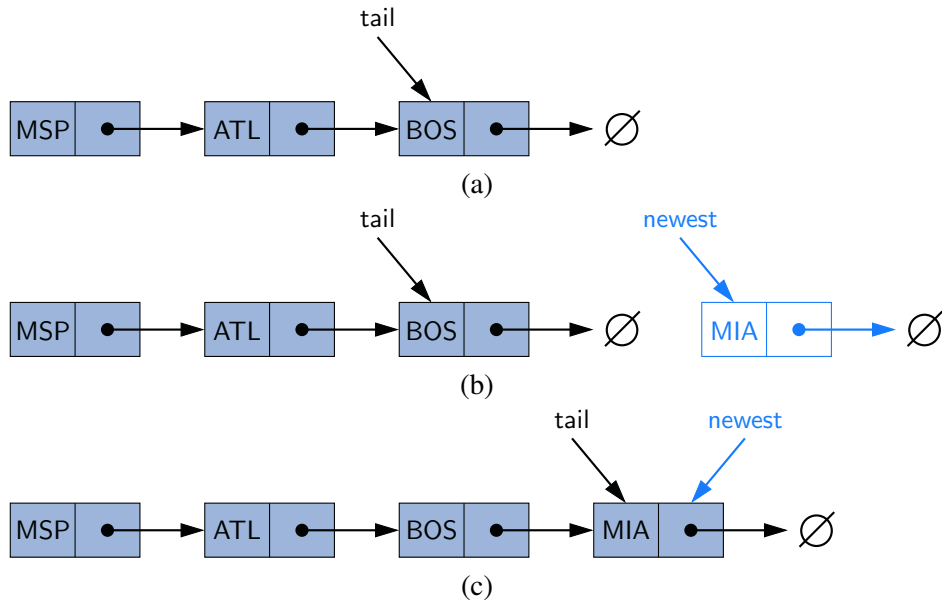 tail
MSP ATL BOS ∅
(a)
tail newest
MSP ATL BOS ∅ MIA ∅
(b)
tail newest
MSP ATL BOS MIA ∅
(c)